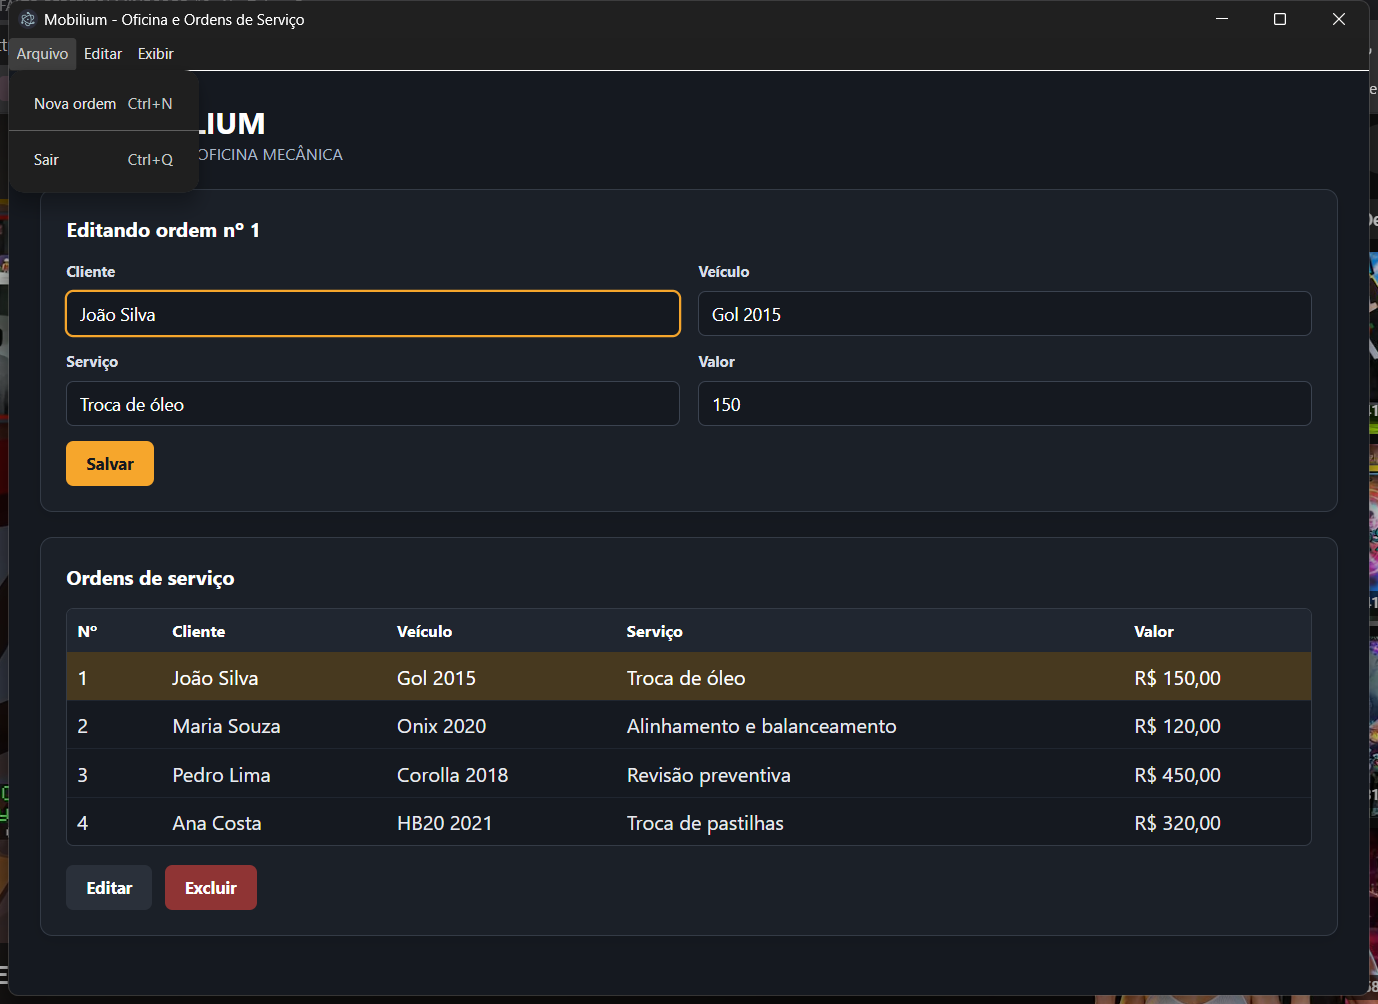 Mobilium - Oficina e Ordens de Serviço
Arquivo Editar Exibir
Nova ordem Ctrl+N
Sair Ctrl+Q
LIUM
OFICINA MECÂNICA
Editando ordem nº 1
Cliente Veículo
João Silva Gol 2015
Serviço Valor
Troca de óleo 150
Salvar
Ordens de serviço
Nº Cliente Veículo Serviço Valor
1 João Silva Gol 2015 Troca de óleo R$ 150,00
2 Maria Souza Onix 2020 Alinhamento e balanceamento R$ 120,00
3 Pedro Lima Corolla 2018 Revisão preventiva R$ 450,00
4 Ana Costa HB20 2021 Troca de pastilhas R$ 320,00
Editar Excluir